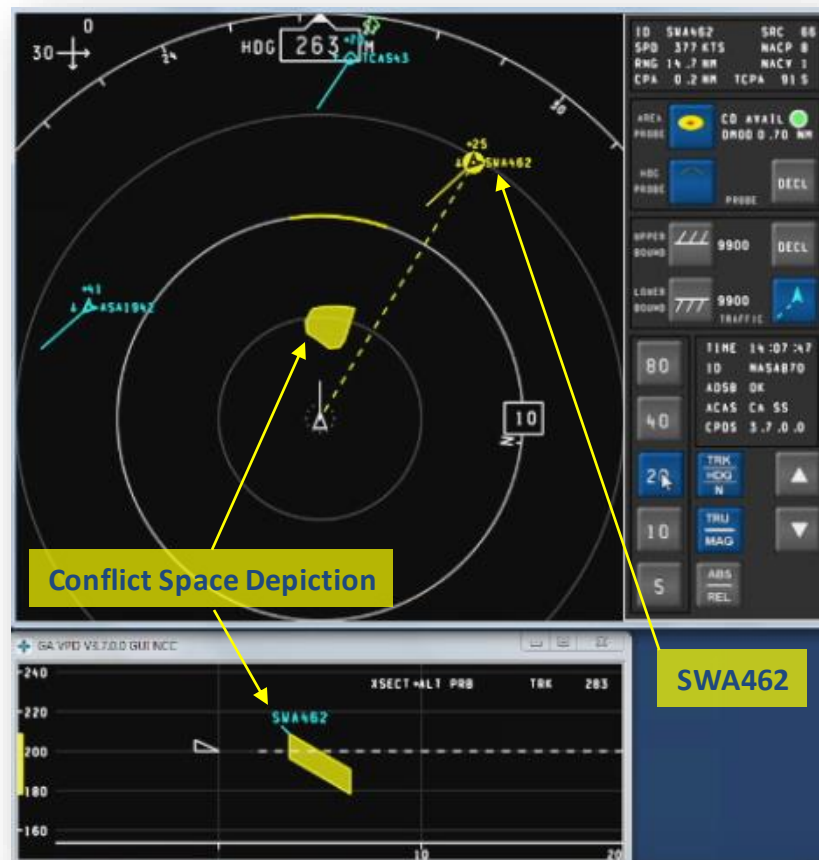 0
30
24
HDG 263 M
+70
TCAS43
30
+25
SWA462
+41
ASA1942
10
N
Conflict Space Depiction
SWA462
ID SWA462 SRC 66
SPD 377 KTS NACP 8
RNG 14.7 NM NACV 1
CPA 0.2 NM TCPA 91 S
AREA PROBE
CD AVAIL
DMOD 0.70 NM
HDG PROBE
PROBE
DECL
UPPER BOUND
9900
DECL
LOWER BOUND
9900
TRAFFIC
80
40
20
10
5
TIME 14:07:47
ID NASA870
ADSB OK
ACAS CA SS
CPDS 3.7.0.0
TRK
HDG
N
TRU
MAG
ABS
REL
GA VPD V3.7.0.0 GUI NCC
240
220
200
180
160
XSECT+ALT PRB TRK 283
SWA462
10
20